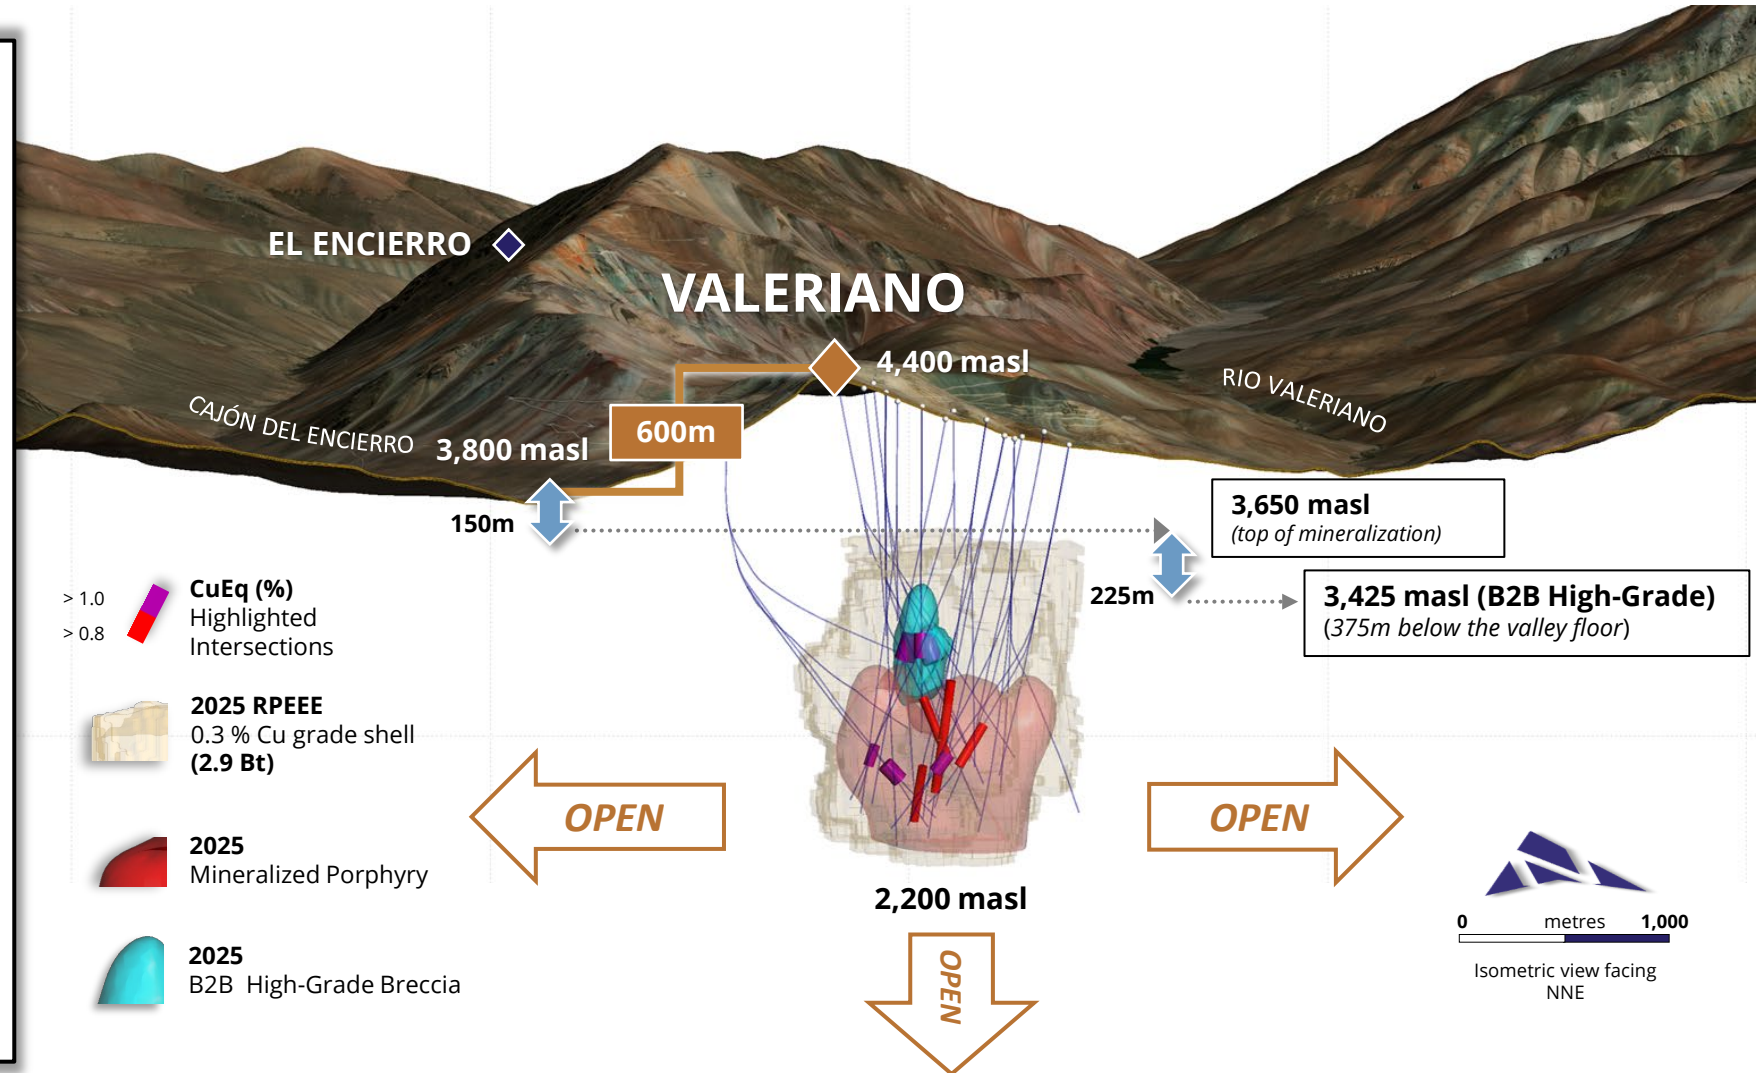 EL ENCIERRO
VALERIANO
4,400 masl
RIO VALERIANO
CAJÓN DEL ENCIERRO
600m
3,800 masl
150m
3,650 masl
(top of mineralization)
225m
3,425 masl (B2B High-Grade)
(375m below the valley floor)
> 1.0
> 0.8
CuEq (%)
Highlighted
Intersections
2025 RPEEE
0.3 % Cu grade shell
(2.9 Bt)
OPEN
OPEN
2025
Mineralized Porphyry
2,200 masl
2025
B2B High-Grade Breccia
OPEN
0 metres 1,000
Isometric view facing
NNE